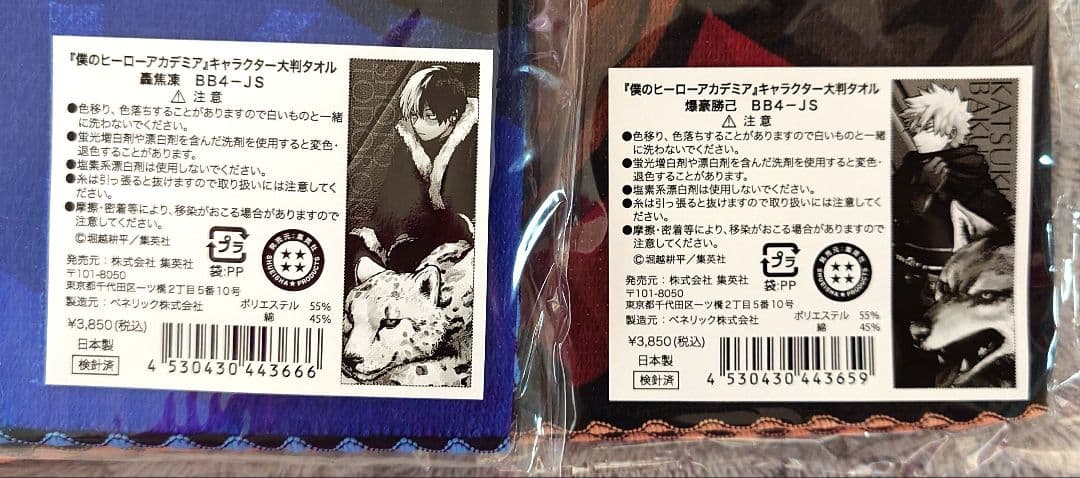 『僕のヒーローアカデミア』キャラクター大判タオル
轟焦凍 BB4-JS
⚠ 注意
●色移り、色落ちすることがありますので白いものと一緒
に洗わないでください。
●蛍光増白剤や漂白剤を含んだ洗剤を使用すると変色・
退色することがあります。
●塩素系漂白剤は使用しないでください。
●糸は引っ張ると抜けますので取り扱いには注意してく
ださい。
●摩擦・密着等により、移染がおこる場合がありますので
注意してください。
©堀越耕平／集英社
プラ
袋:PP
発売元:集英社
SHUEISHA★PRODUCTS
発売元：株式会社 集英社
〒101-8050
東京都千代田区一ツ橋2丁目5番10号
製造元：ベネリック株式会社
ポリエステル 55%
綿 45%
¥3,850(税込)
日本製
検針済
4 530430 443666
『僕のヒーローアカデミア』キャラクター大判タオル
爆豪勝己 BB4-JS
⚠ 注意
●色移り、色落ちすることがありますので白いものと一緒
に洗わないでください。
●蛍光増白剤や漂白剤を含んだ洗剤を使用すると変色・
退色することがあります。
●塩素系漂白剤は使用しないでください。
●糸は引っ張ると抜けますので取り扱いには注意してく
ださい。
●摩擦・密着等により、移染がおこる場合がありますので
注意してください。
©堀越耕平／集英社
プラ
袋:PP
発売元:集英社
SHUEISHA★PRODUCTS
発売元：株式会社 集英社
〒101-8050
東京都千代田区一ツ橋2丁目5番10号
製造元：ベネリック株式会社
ポリエステル 55%
綿 45%
¥3,850(税込)
日本製
検針済
4 530430 443659
KATSUKI